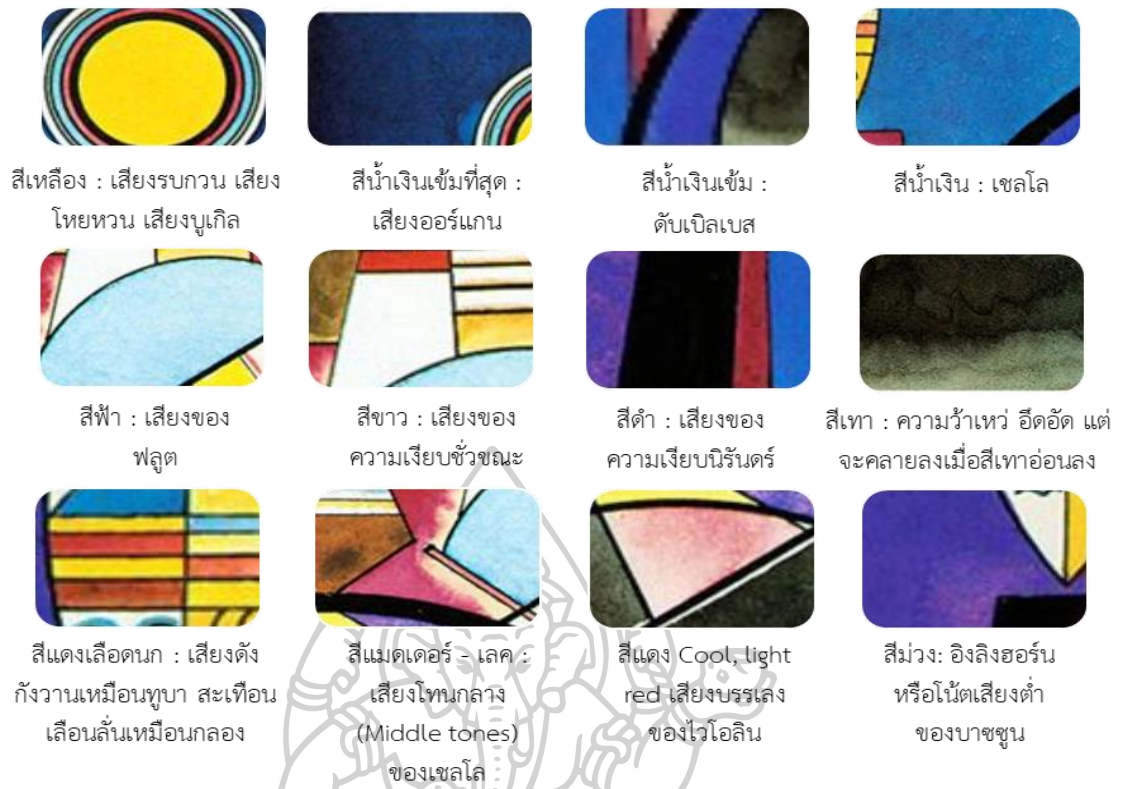 สีเหลือง : เสียงรบกวน เสียง
โหยหวน เสียงบูเกิล
สีน้ำเงินเข้มที่สุด :
เสียงออร์แกน
สีน้ำเงินเข้ม :
ดับเบิลเบส
สีน้ำเงิน : เชลโล
สีฟ้า : เสียงของ
ฟลูต
สีขาว : เสียงของ
ความเงียบชั่วขณะ
สีดำ : เสียงของ
ความเงียบนิรันดร์
สีเทา : ความว้าเหว่ อึดอัด แต่
จะคลายลงเมื่อสีเทาอ่อนลง
สีแดงเลือดนก : เสียงดัง
กังวานเหมือนทูบา สะเทือน
เลือนลั่นเหมือนกลอง
สีแมดเดอร์ - เลค :
เสียงโทนกลาง
(Middle tones)
ของเชลโล
สีแดง Cool, light
red เสียงบรรเลง
ของไวโอลิน
สีม่วง: อิงลิงฮอร์น
หรือโน้ตเสียงต่ำ
ของบาซซูน